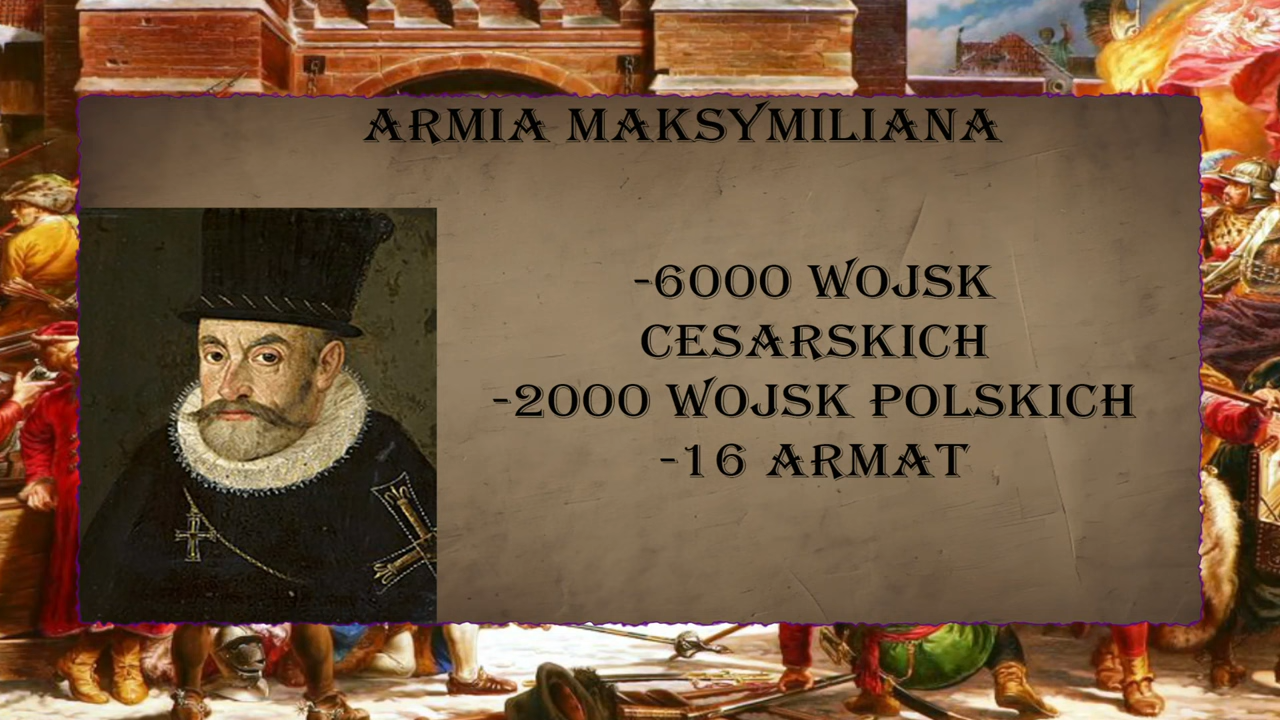 ARMIA MAKSYMILIANA
-6000 WOJSK
CESARSKICH
-2000 WOJSK POLSKICH
-16 ARMAT